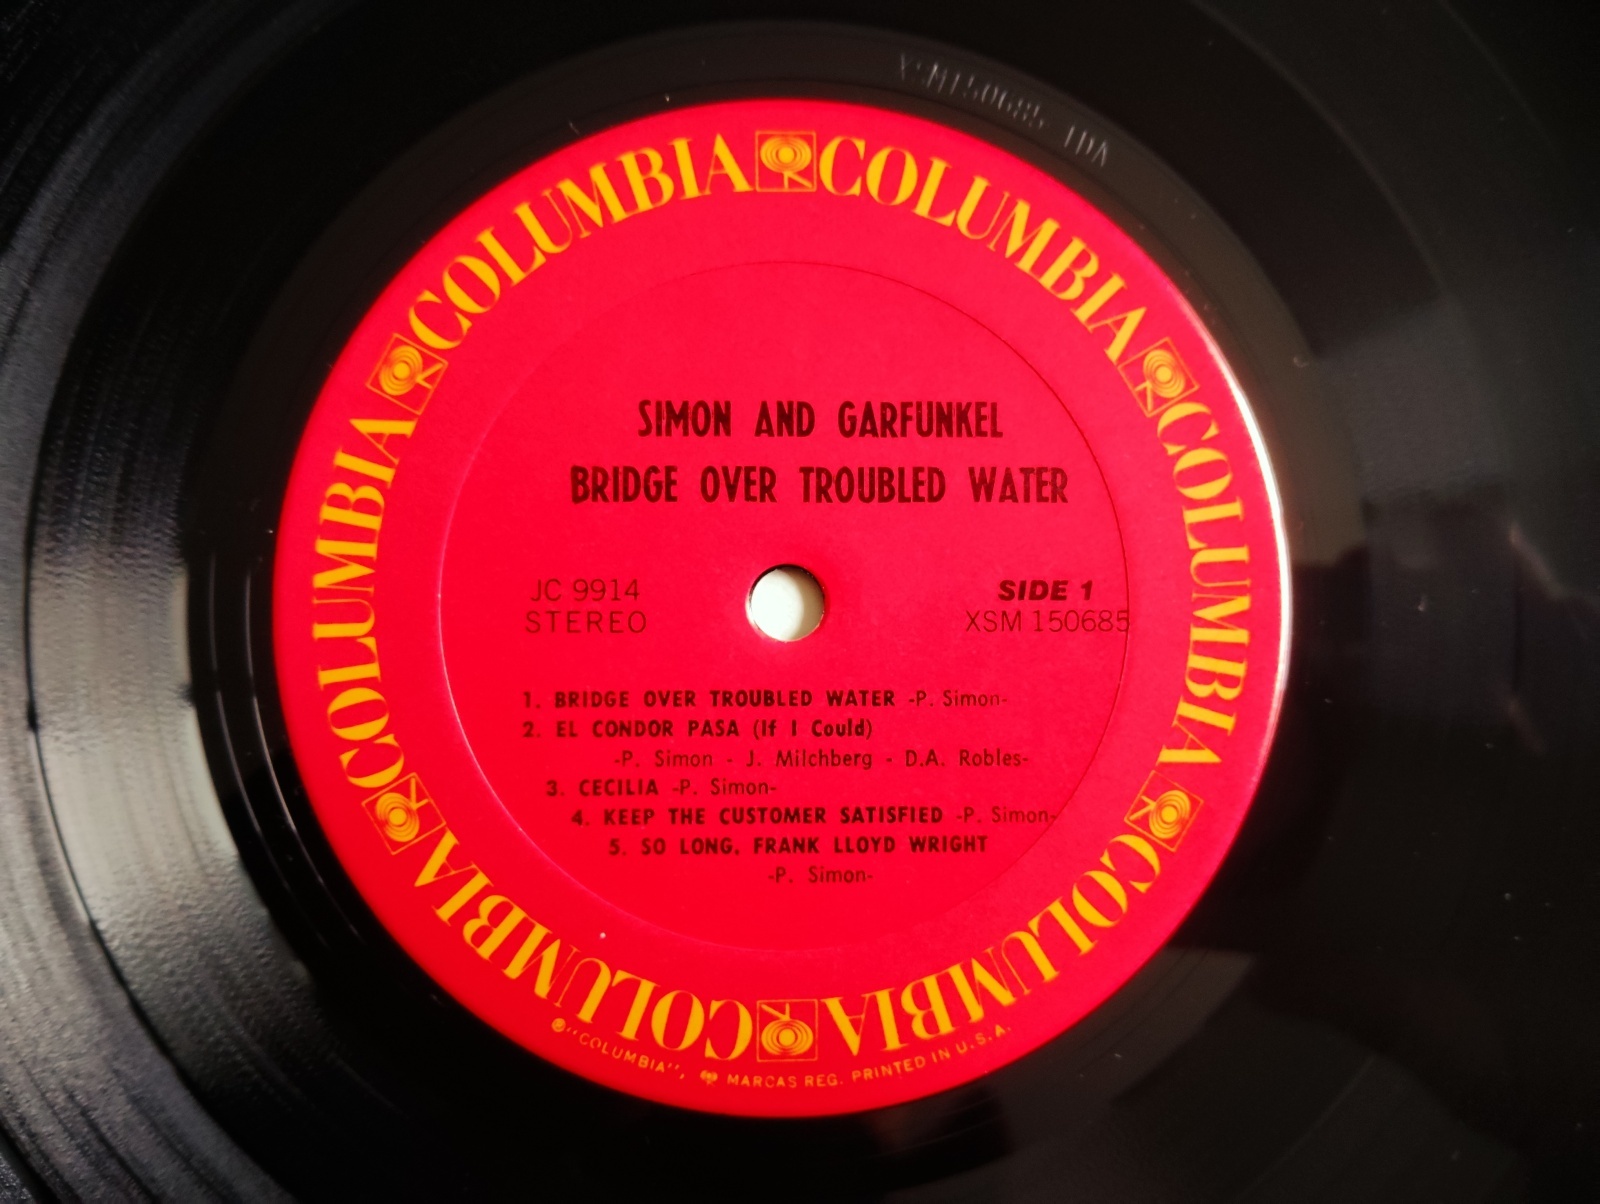 XSM150685-1DA
COLUMBIA COLUMBIA COLUMBIA COLUMBIA COLUMBIA COLUMBIA
SIMON AND GARFUNKEL
BRIDGE OVER TROUBLED WATER
JC 9914
STEREO
SIDE 1
XSM 150685
1. BRIDGE OVER TROUBLED WATER -P. Simon-
2. EL CONDOR PASA (If I Could)
-P. Simon - J. Milchberg - D.A. Robles-
3. CECILIA -P. Simon-
4. KEEP THE CUSTOMER SATISFIED -P. Simon-
5. SO LONG, FRANK LLOYD WRIGHT
-P. Simon-
"COLUMBIA", MARCAS REG. PRINTED IN U.S.A.